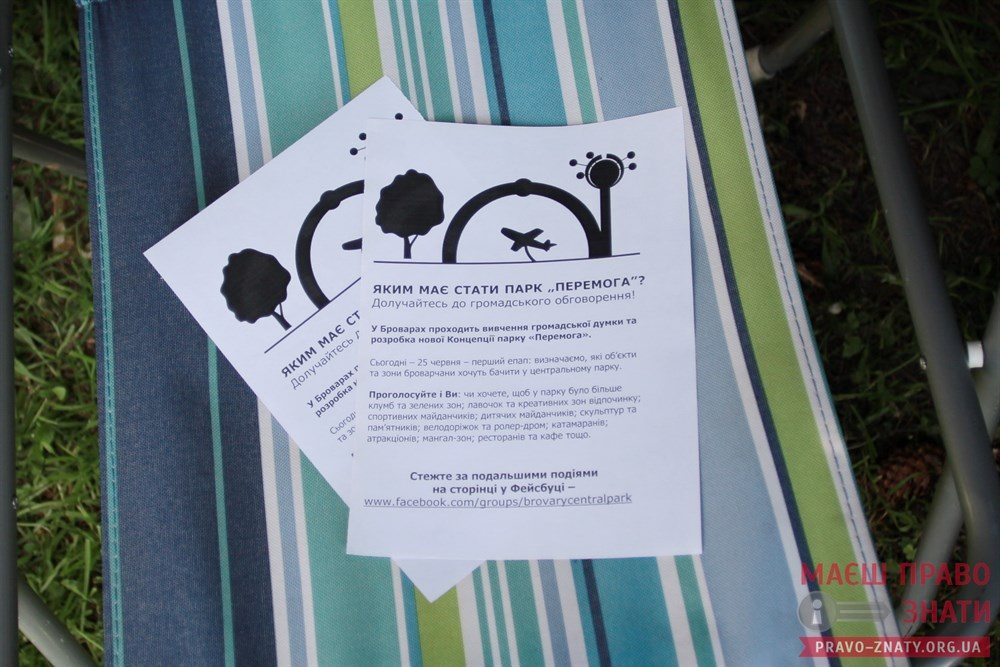 ЯКИМ МАЄ СТАТИ ПАРК „ПЕРЕМОГА”?
Долучайтесь до громадського обговорення!
У Броварах проходить вивчення громадської думки та
розробка нової Концепції парку «Перемога».
Сьогодні – 25 червня – перший епап: визначаємо, які об’єкти
та зони броварчани хочуть бачити у центральному парку.
Проголосуйте і Ви: чи хочете, щоб у парку було більше
клумб та зелених зон; лавочок та креативних зон відпочинку;
спортивних майданчиків; дитячих майданчиків; скульптур та
пам’ятників; велодоріжок та ролер-дром; катамаранів;
атракціонів; мангал-зон; ресторанів та кафе тощо.
Стежте за подальшими подіями
на сторінці у Фейсбуці –
www.facebook.com/groups/brovarycentralpark
ЯКИМ МАЄ
Долучайтесь
У Броварах
розробка
Сьогодні
та
МАЄШ ПРАВО
ЗНАТИ
PRAVO-ZNATY.ORG.UA